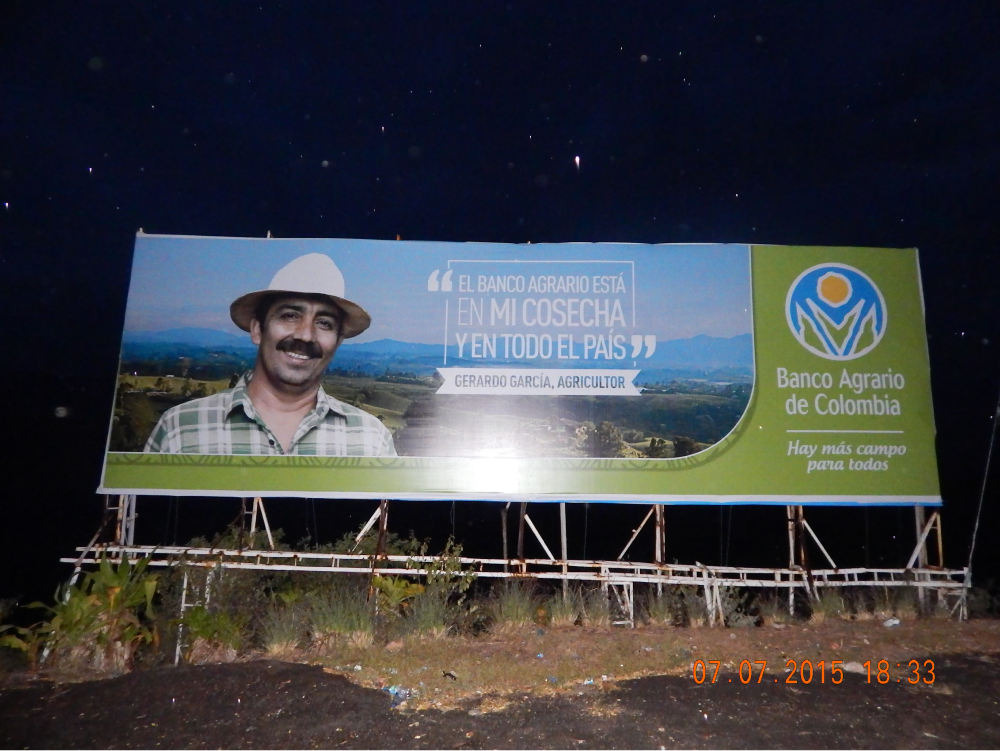 “ EL BANCO AGRARIO ESTÁ
EN MI COSECHA
Y EN TODO EL PAÍS ”
GERARDO GARCÍA, AGRICULTOR
Banco Agrario
de Colombia
Hay más campo
para todos
07.07.2015 18:33